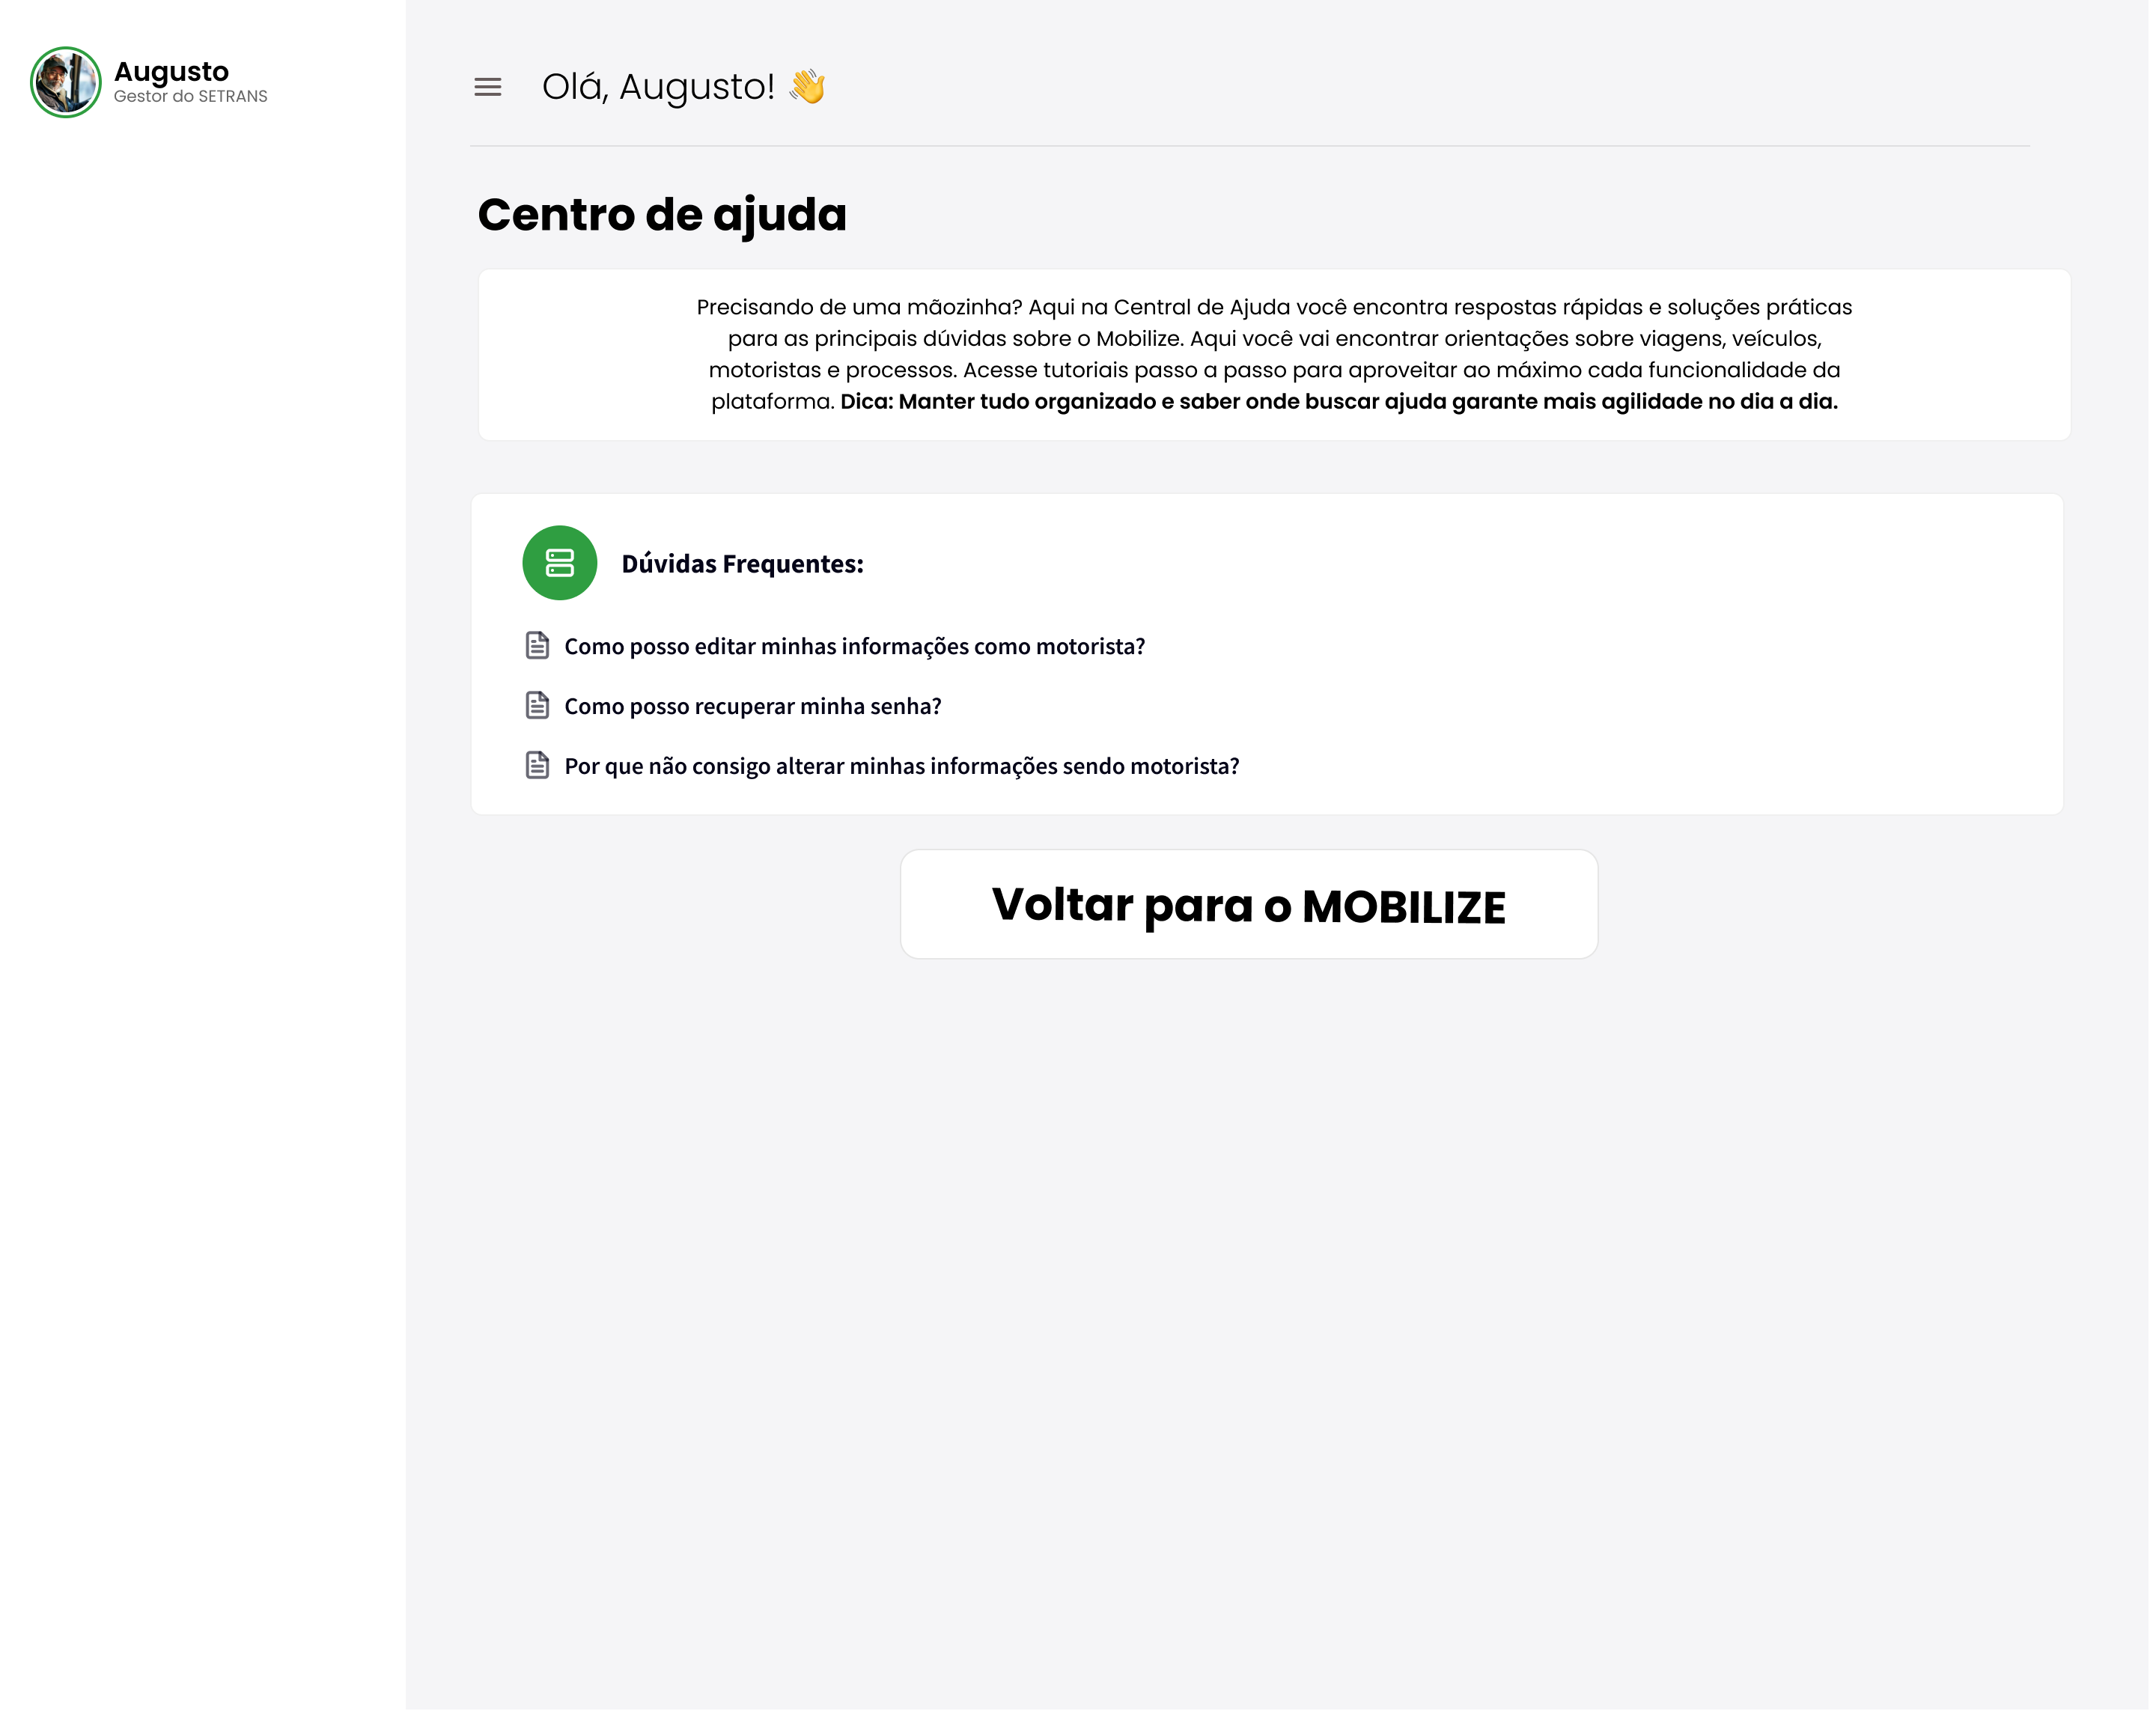 Augusto
Gestor do SETRANS
Olá, Augusto! 👋
Centro de ajuda
Precisando de uma mãozinha? Aqui na Central de Ajuda você encontra respostas rápidas e soluções práticas
para as principais dúvidas sobre o Mobilize. Aqui você vai encontrar orientações sobre viagens, veículos,
motoristas e processos. Acesse tutoriais passo a passo para aproveitar ao máximo cada funcionalidade da
plataforma. Dica: Manter tudo organizado e saber onde buscar ajuda garante mais agilidade no dia a dia.
Dúvidas Frequentes:
Como posso editar minhas informações como motorista?
Como posso recuperar minha senha?
Por que não consigo alterar minhas informações sendo motorista?
Voltar para o MOBILIZE